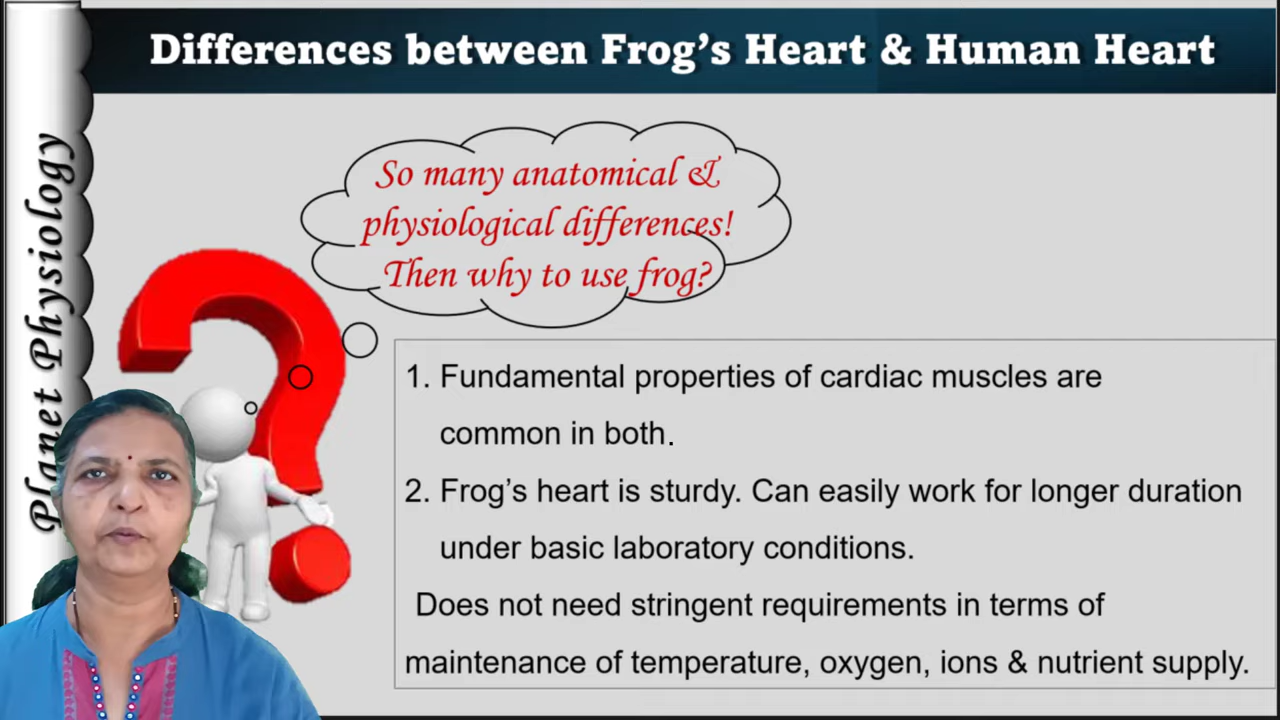 Differences between Frog's Heart & Human Heart
Planet Physiology
So many anatomical &
physiological differences!
Then why to use frog?
1. Fundamental properties of cardiac muscles are
common in both.
2. Frog's heart is sturdy. Can easily work for longer duration
under basic laboratory conditions.
Does not need stringent requirements in terms of
maintenance of temperature, oxygen, ions & nutrient supply.